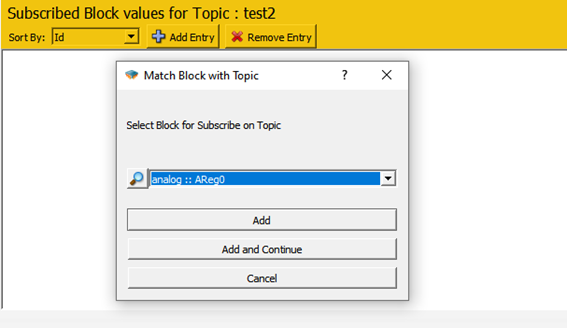 Subscribed Block values for Topic : test2
Sort By: Id Add Entry Remove Entry
Match Block with Topic ?
Select Block for Subscribe on Topic
analog :: AReg0
Add
Add and Continue
Cancel